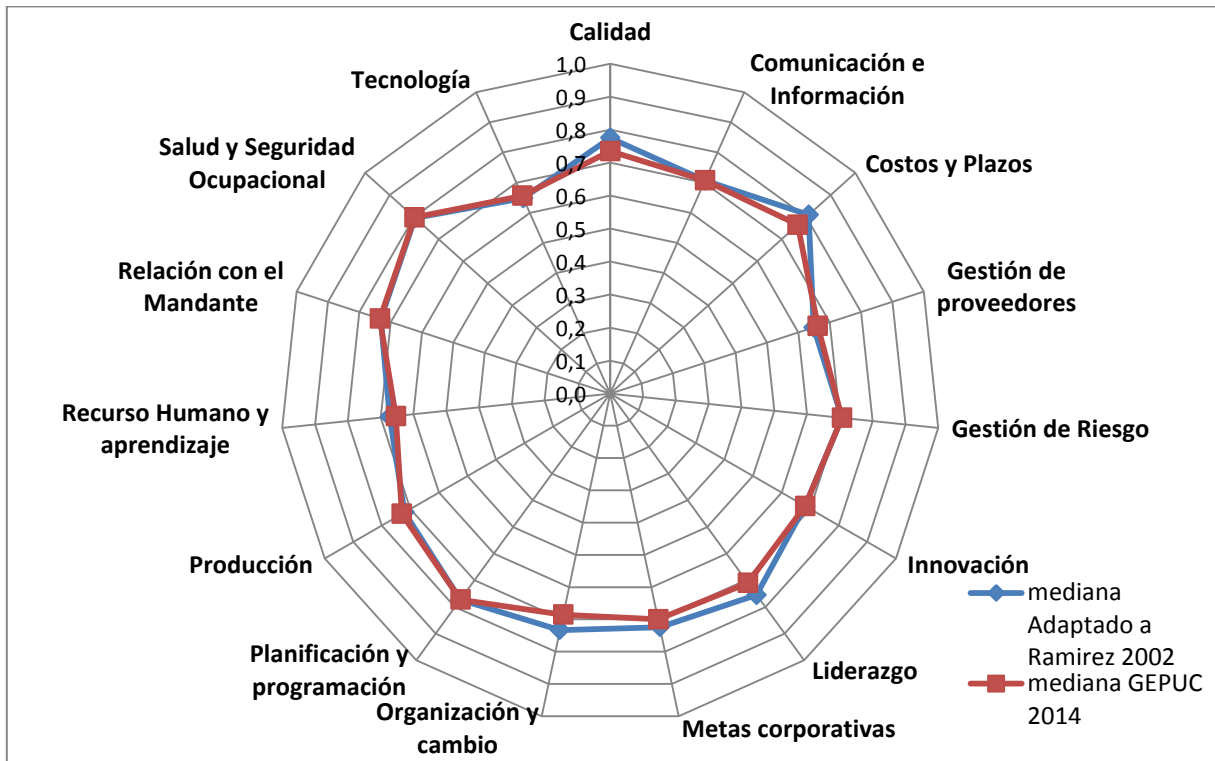 Calidad
Comunicación e
Información
Costos y Plazos
Gestión de
proveedores
Gestión de Riesgo
Innovación
Liderazgo
Metas corporativas
Organización y
cambio
Planificación y
programación
Producción
Recurso Humano y
aprendizaje
Relación con el
Mandante
Salud y Seguridad
Ocupacional
Tecnología
1,0
0,9
0,8
0,7
0,6
0,5
0,4
0,3
0,2
0,1
0,0
mediana
Adaptado a
Ramirez 2002
mediana GEPUC
2014